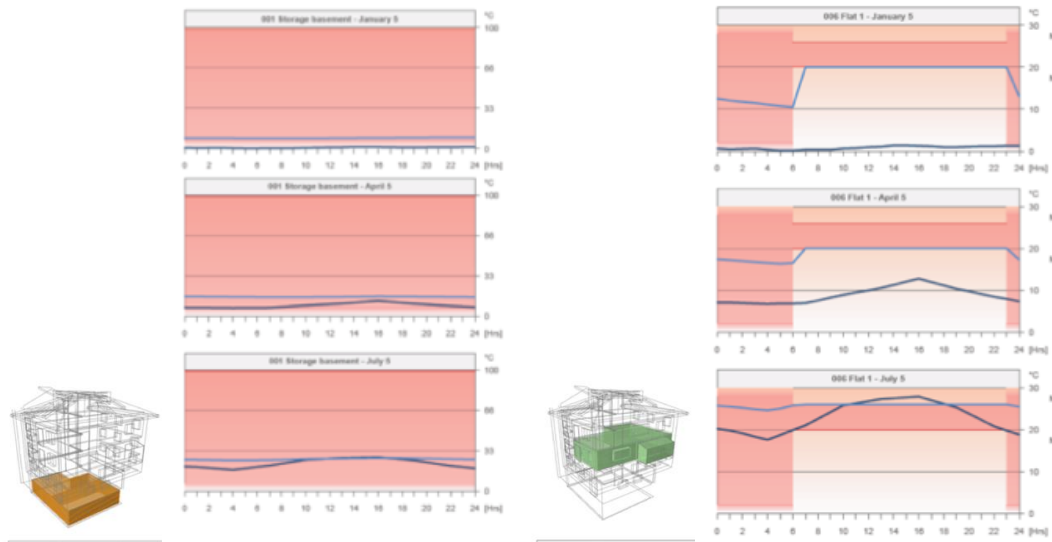 001 Storage basement - January 5
°C
100
66
33
0
0 2 4 6 8 10 12 14 16 18 20 22 24 [Hrs]
001 Storage basement - April 5
°C
100
66
33
0
0 2 4 6 8 10 12 14 16 18 20 22 24 [Hrs]
001 Storage basement - July 5
°C
100
66
33
0
0 2 4 6 8 10 12 14 16 18 20 22 24 [Hrs]
006 Flat 1 - January 5
°C
30
20
10
0
0 2 4 6 8 10 12 14 16 18 20 22 24 [Hrs]
006 Flat 1 - April 5
°C
30
20
10
0
0 2 4 6 8 10 12 14 16 18 20 22 24 [Hrs]
006 Flat 1 - July 5
°C
30
20
10
0
0 2 4 6 8 10 12 14 16 18 20 22 24 [Hrs]